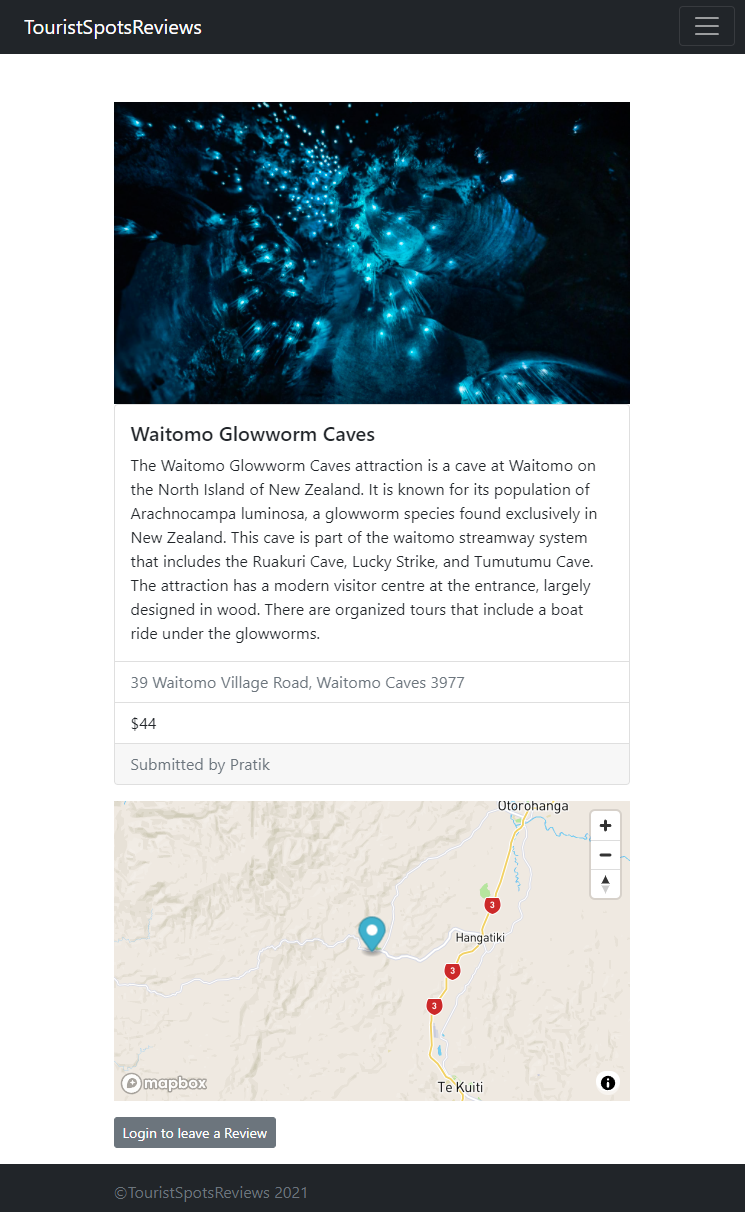 TouristSpotsReviews
Waitomo Glowworm Caves
The Waitomo Glowworm Caves attraction is a cave at Waitomo on
the North Island of New Zealand. It is known for its population of
Arachnocampa luminosa, a glowworm species found exclusively in
New Zealand. This cave is part of the waitomo streamway system
that includes the Ruakuri Cave, Lucky Strike, and Tumutumu Cave.
The attraction has a modern visitor centre at the entrance, largely
designed in wood. There are organized tours that include a boat
ride under the glowworms.
39 Waitomo Village Road, Waitomo Caves 3977
$44
Submitted by Pratik
Otorohanga
3
Hangatiki
3
3
Te Kuiti
mapbox
Login to leave a Review
©TouristSpotsReviews 2021